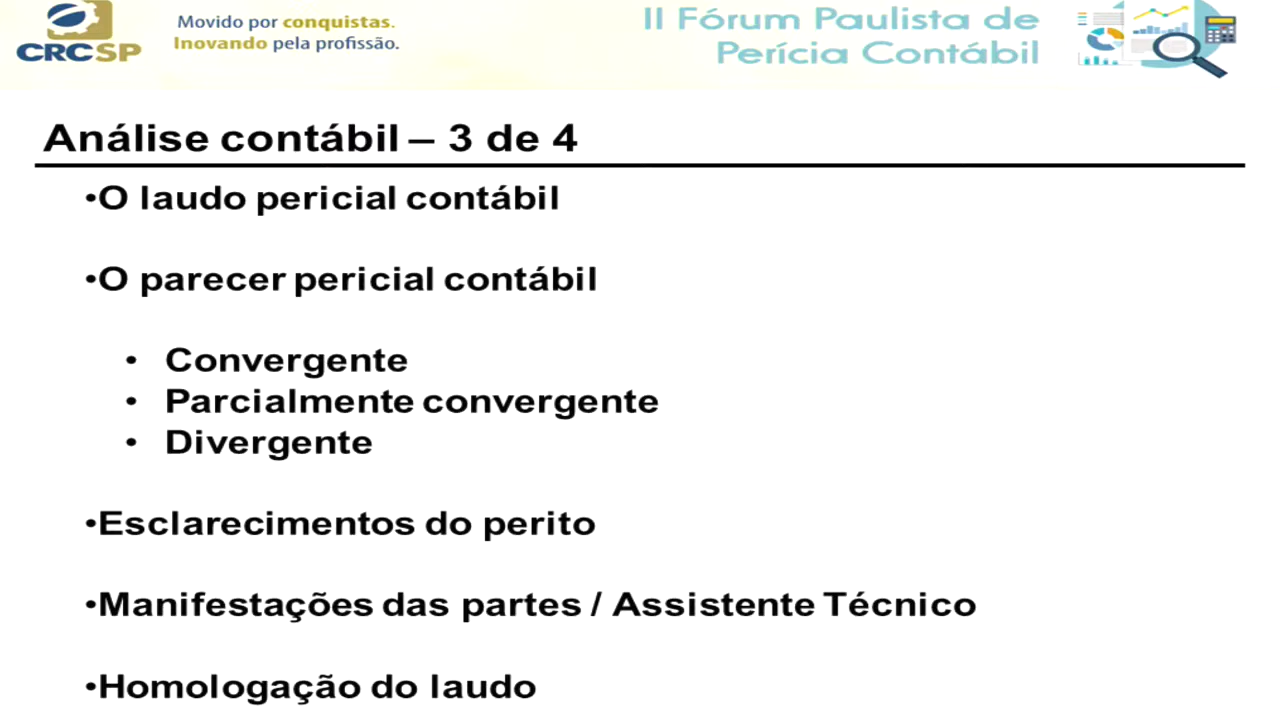 CRCSP
Movido por conquistas.
Inovando pela profissão.
II Fórum Paulista de
Perícia Contábil
Análise contábil – 3 de 4
•O laudo pericial contábil
•O parecer pericial contábil
• Convergente
• Parcialmente convergente
• Divergente
•Esclarecimentos do perito
•Manifestações das partes / Assistente Técnico
•Homologação do laudo